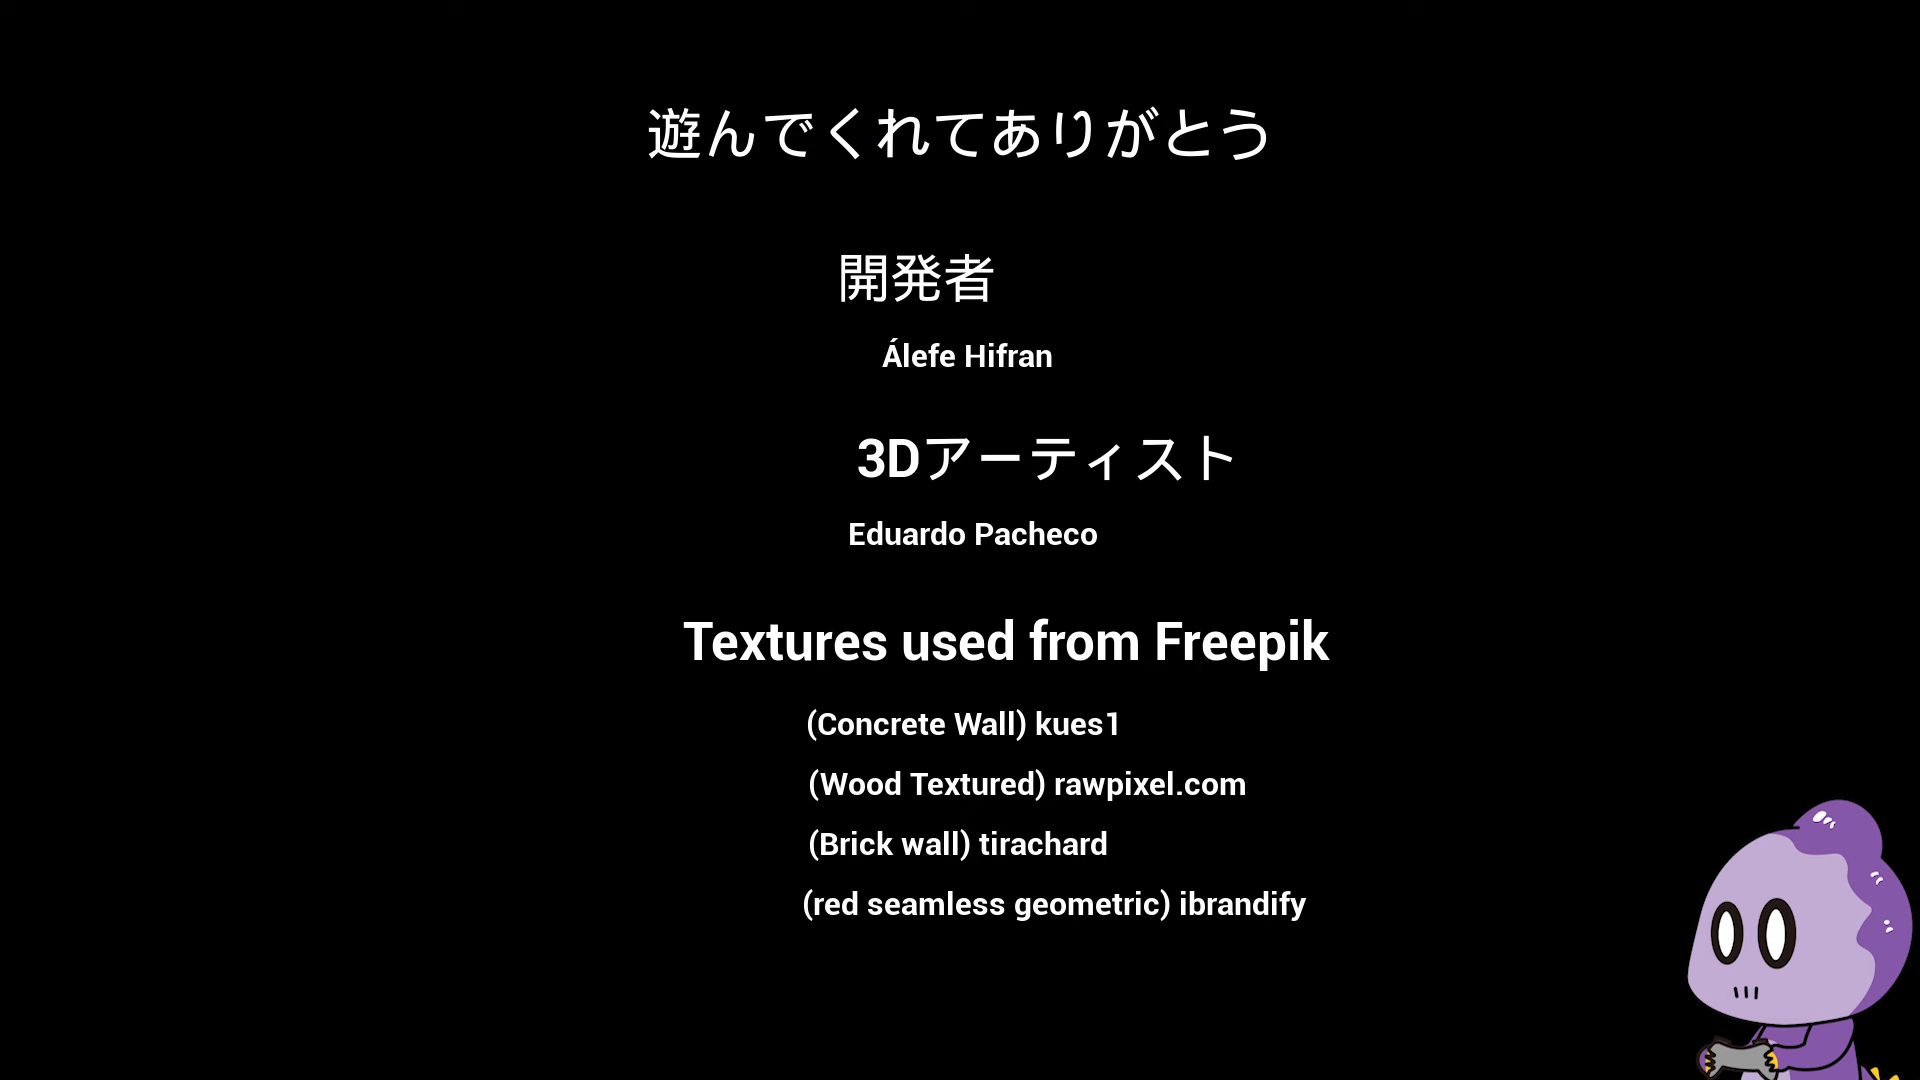 遊んでくれてありがとう
開発者
Álefe Hifran
3Dアーティスト
Eduardo Pacheco
Textures used from Freepik
(Concrete Wall) kues1
(Wood Textured) rawpixel.com
(Brick wall) tirachard
(red seamless geometric) ibrandify